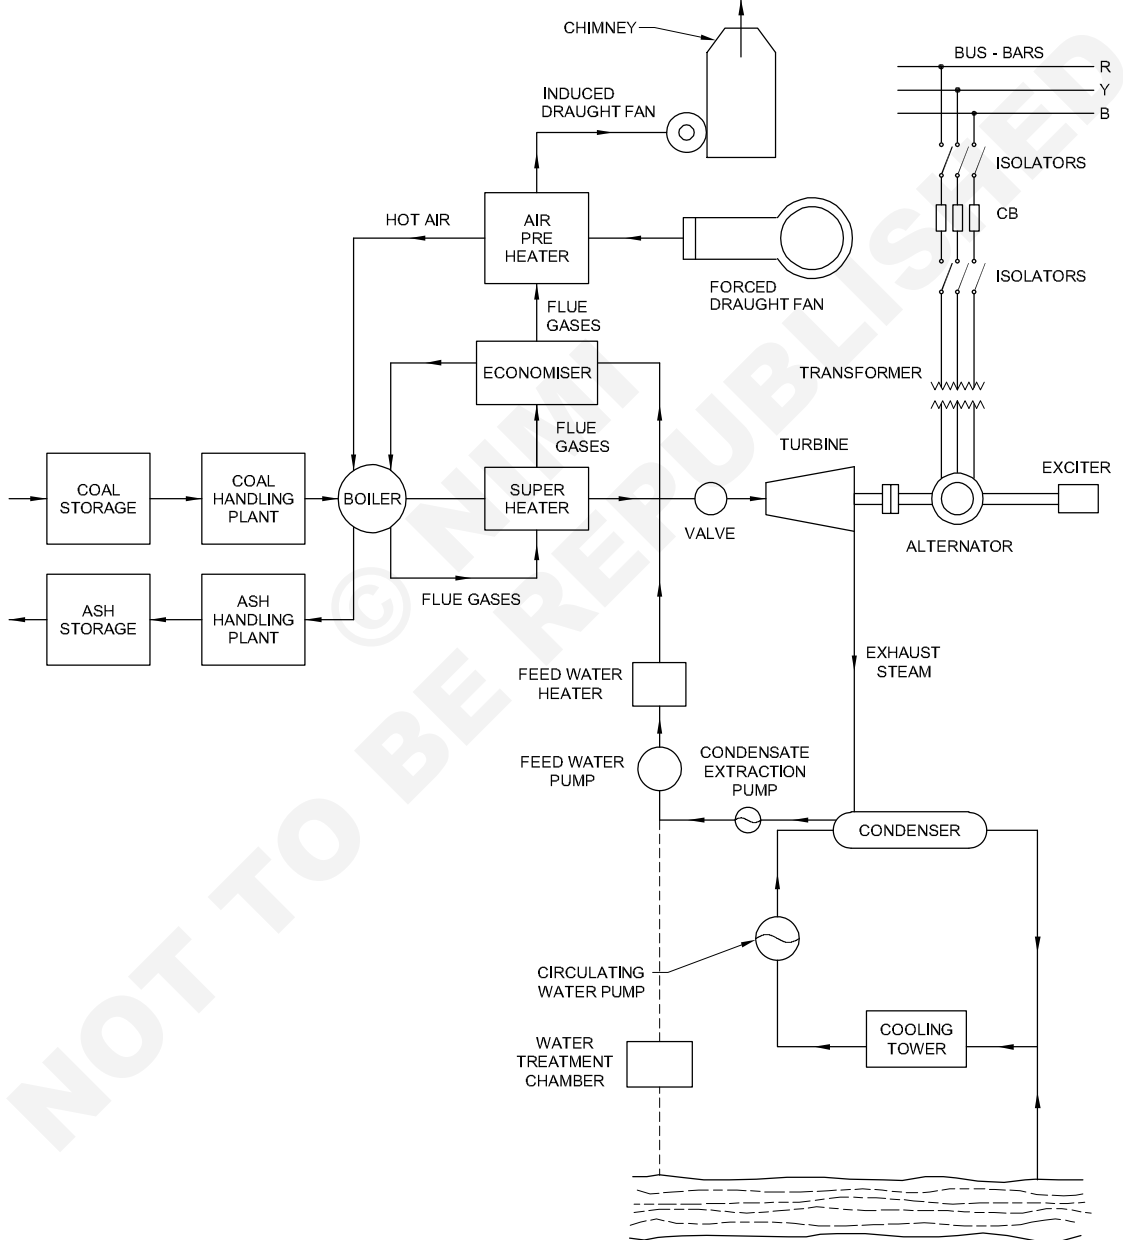 CHIMNEY
BUS - BARS
R
Y
B
INDUCED
DRAUGHT FAN
ISOLATORS
CB
ISOLATORS
HOT AIR
AIR
PRE
HEATER
FORCED
DRAUGHT FAN
FLUE
GASES
ECONOMISER
TRANSFORMER
FLUE
GASES
TURBINE
EXCITER
COAL
STORAGE
COAL
HANDLING
PLANT
BOILER
SUPER
HEATER
VALVE
ALTERNATOR
FLUE GASES
ASH
STORAGE
ASH
HANDLING
PLANT
EXHAUST
STEAM
FEED WATER
HEATER
FEED WATER
PUMP
CONDENSATE
EXTRACTION
PUMP
CONDENSER
CIRCULATING
WATER PUMP
COOLING
TOWER
WATER
TREATMENT
CHAMBER
© NIMI
NOT TO BE REPUBLISHED